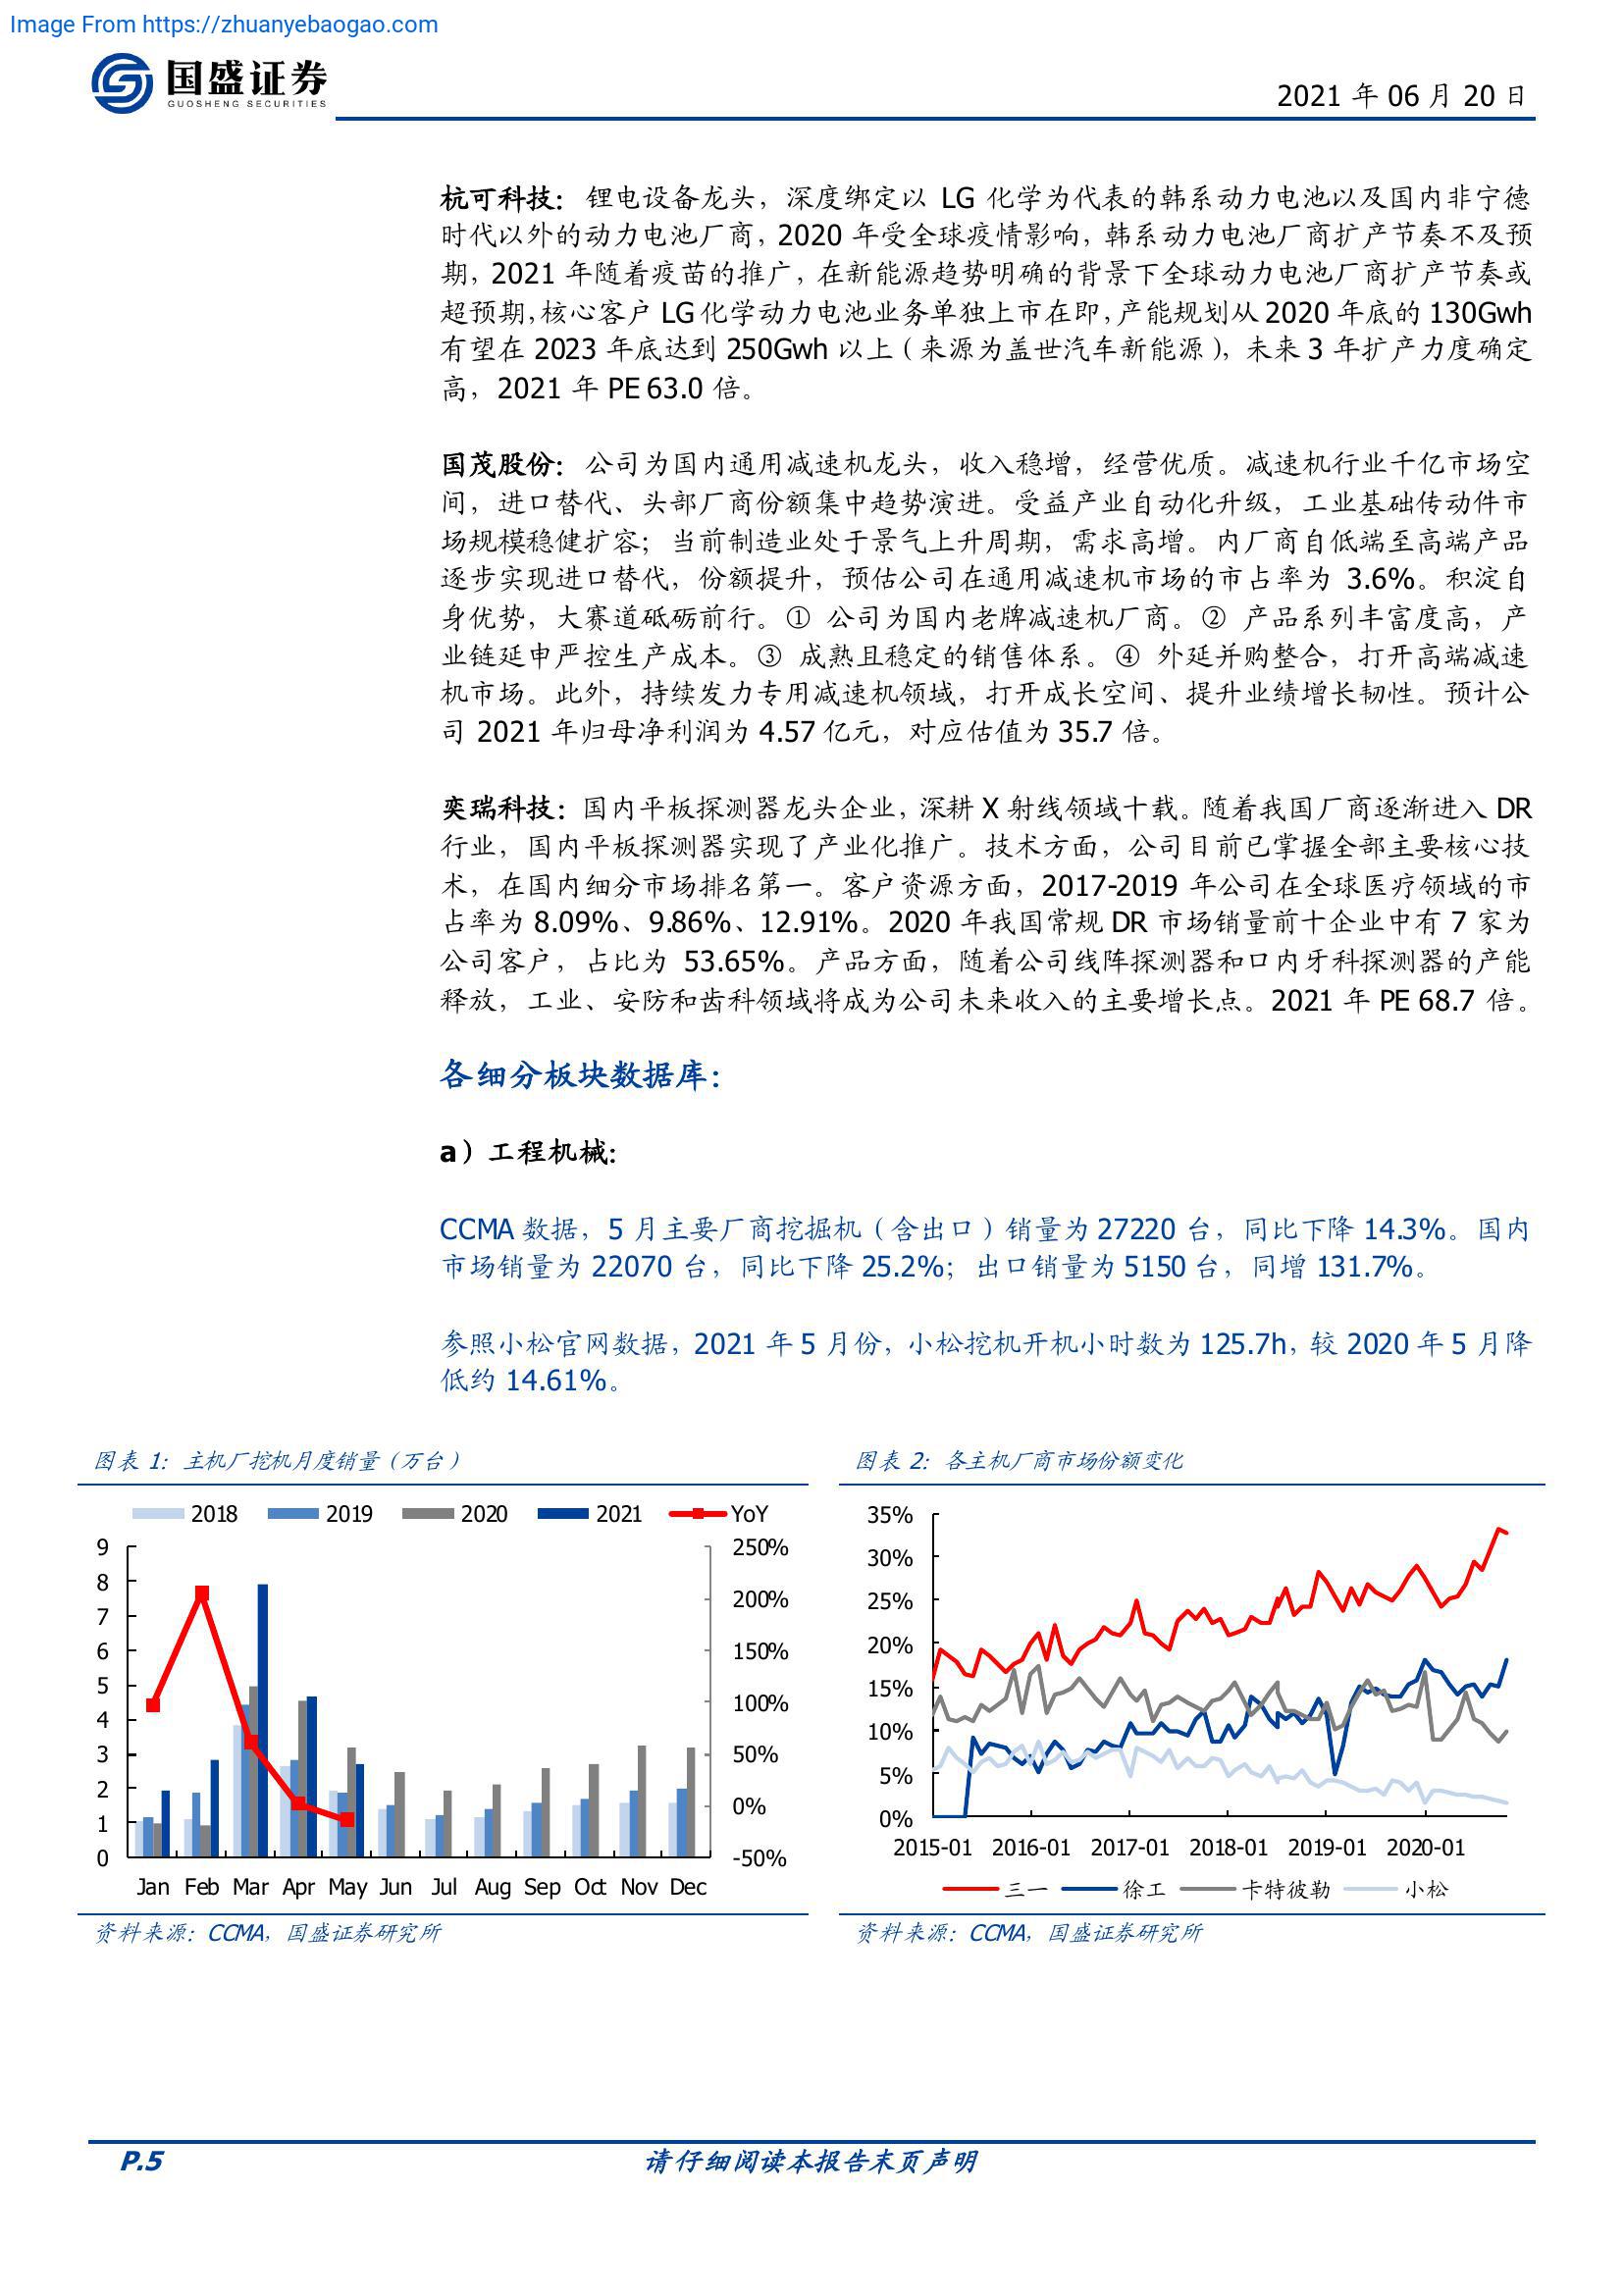 Image From https://zhuanyebaogao.com
国盛证券
GUOSHENG SECURITIES
2021 年 06 月 20 日
杭可科技：锂电设备龙头，深度绑定以 LG 化学为代表的韩系动力电池以及国内非宁德
时代以外的动力电池厂商，2020 年受全球疫情影响，韩系动力电池厂商扩产节奏不及预
期，2021 年随着疫苗的推广，在新能源趋势明确的背景下全球动力电池厂商扩产节奏或
超预期，核心客户 LG 化学动力电池业务单独上市在即，产能规划从 2020 年底的 130Gwh
有望在 2023 年底达到 250Gwh 以上（来源为盖世汽车新能源），未来 3 年扩产力度确定
高，2021 年 PE 63.0 倍。
国茂股份：公司为国内通用减速机龙头，收入稳增，经营优质。减速机行业千亿市场空
间，进口替代、头部厂商份额集中趋势演进。受益产业自动化升级，工业基础传动件市
场规模稳健扩容；当前制造业处于景气上升周期，需求高增。内厂商自低端至高端产品
逐步实现进口替代，份额提升，预估公司在通用减速机市场的市占率为 3.6%。积淀自
身优势，大赛道砥砺前行。① 公司为国内老牌减速机厂商。② 产品系列丰富度高，产
业链延申严控生产成本。③ 成熟且稳定的销售体系。④ 外延并购整合，打开高端减速
机市场。此外，持续发力专用减速机领域，打开成长空间、提升业绩增长韧性。预计公
司 2021 年归母净利润为 4.57 亿元，对应估值为 35.7 倍。
奕瑞科技：国内平板探测器龙头企业，深耕 X 射线领域十载。随着我国厂商逐渐进入 DR
行业，国内平板探测器实现了产业化推广。技术方面，公司目前已掌握全部主要核心技
术，在国内细分市场排名第一。客户资源方面，2017-2019 年公司在全球医疗领域的市
占率为 8.09%、9.86%、12.91%。2020 年我国常规 DR 市场销量前十企业中有 7 家为
公司客户，占比为 53.65%。产品方面，随着公司线阵探测器和口内牙科探测器的产能
释放，工业、安防和齿科领域将成为公司未来收入的主要增长点。2021 年 PE 68.7 倍。
各细分板块数据库：
a）工程机械：
CCMA 数据，5 月主要厂商挖掘机（含出口）销量为 27220 台，同比下降 14.3%。国内
市场销量为 22070 台，同比下降 25.2%；出口销量为 5150 台，同增 131.7%。
参照小松官网数据，2021 年 5 月份，小松挖机开机小时数为 125.7h，较 2020 年 5 月降
低约 14.61%。
图表 1：主机厂挖机月度销量（万台）
2018 2019 2020 2021 YoY
9 250%
8 200%
7
6 150%
5 100%
4
3 50%
2 0%
1
0 -50%
Jan Feb Mar Apr May Jun Jul Aug Sep Oct Nov Dec
资料来源：CCMA，国盛证券研究所
图表 2：各主机厂商市场份额变化
35%
30%
25%
20%
15%
10%
5%
0%
2015-01 2016-01 2017-01 2018-01 2019-01 2020-01
三一 徐工 卡特彼勒 小松
资料来源：CCMA，国盛证券研究所
P.5
请仔细阅读本报告末页声明